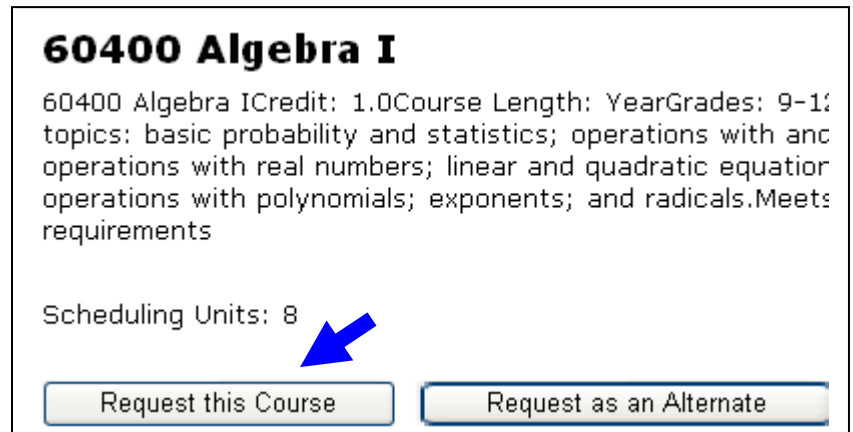 60400 Algebra I
60400 Algebra ICredit: 1.0Course Length: YearGrades: 9-12
topics: basic probability and statistics; operations with and
operations with real numbers; linear and quadratic equation
operations with polynomials; exponents; and radicals.Meets
requirements
Scheduling Units: 8
Request this Course
Request as an Alternate